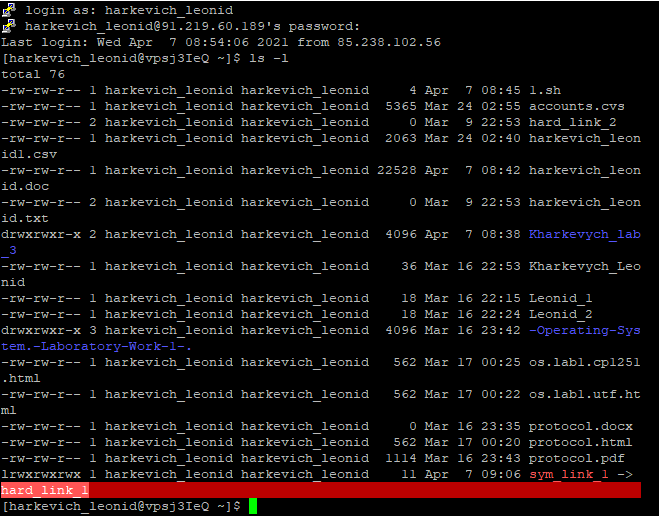 login as: harkevich_leonid
harkevich_leonid@91.219.60.189's password:
Last login: Wed Apr  7 08:54:06 2021 from 85.238.102.56
[harkevich_leonid@vpsj3IeQ ~]$ ls -l
total 76
-rw-rw-r-- 1 harkevich_leonid harkevich_leonid     4 Apr  7 08:45 1.sh
-rw-rw-r-- 1 harkevich_leonid harkevich_leonid  5365 Mar 24 02:55 accounts.cvs
-rw-rw-r-- 2 harkevich_leonid harkevich_leonid     0 Mar  9 22:53 hard_link_2
-rw-rw-r-- 1 harkevich_leonid harkevich_leonid  2063 Mar 24 02:40 harkevich_leon
id1.csv
-rw-rw-r-- 1 harkevich_leonid harkevich_leonid 22528 Apr  7 08:42 harkevich_leon
id.doc
-rw-rw-r-- 2 harkevich_leonid harkevich_leonid     0 Mar  9 22:53 harkevich_leon
id.txt
drwxrwxr-x 2 harkevich_leonid harkevich_leonid  4096 Apr  7 08:38 Kharkevych_lab
_3
-rw-rw-r-- 1 harkevich_leonid harkevich_leonid    36 Mar 16 22:53 Kharkevych_Leo
nid
-rw-rw-r-- 1 harkevich_leonid harkevich_leonid    18 Mar 16 22:15 Leonid_1
-rw-rw-r-- 1 harkevich_leonid harkevich_leonid    18 Mar 16 22:24 Leonid_2
drwxrwxr-x 3 harkevich_leonid harkevich_leonid  4096 Mar 16 23:42 -Operating-Sys
tem.-Laboratory-Work-1-.
-rw-rw-r-- 1 harkevich_leonid harkevich_leonid   562 Mar 17 00:25 os.lab1.cp1251
.html
-rw-rw-r-- 1 harkevich_leonid harkevich_leonid   562 Mar 17 00:22 os.lab1.utf.ht
ml
-rw-rw-r-- 1 harkevich_leonid harkevich_leonid     0 Mar 16 23:35 protocol.docx
-rw-rw-r-- 1 harkevich_leonid harkevich_leonid   562 Mar 17 00:20 protocol.html
-rw-rw-r-- 1 harkevich_leonid harkevich_leonid  1114 Mar 16 23:43 protocol.pdf
lrwxrwxrwx 1 harkevich_leonid harkevich_leonid    11 Apr  7 09:06 sym_link_1 ->
hard_link_1
[harkevich_leonid@vpsj3IeQ ~]$